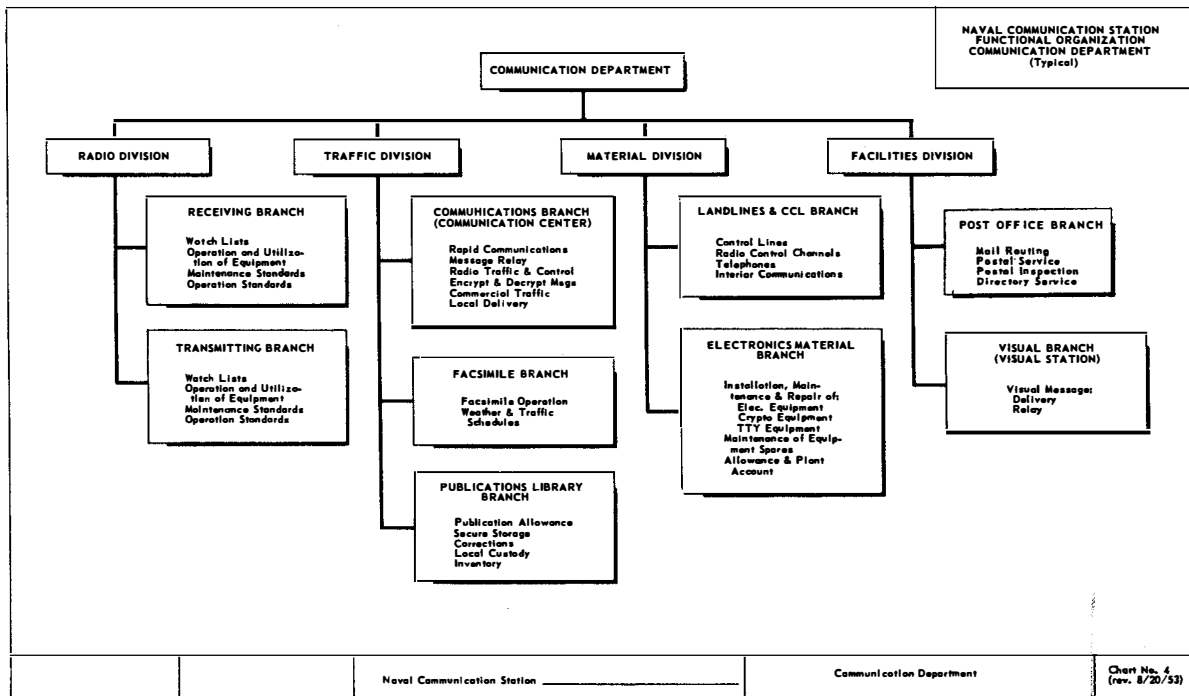 NAVAL COMMUNICATION STATION
FUNCTIONAL ORGANIZATION
COMMUNICATION DEPARTMENT
(Typical)
COMMUNICATION DEPARTMENT
RADIO DIVISION
TRAFFIC DIVISION
MATERIAL DIVISION
FACILITIES DIVISION
RECEIVING BRANCH
Watch Lists
Operation and Utiliza-
tion of Equipment
Maintenance Standards
Operation Standards
TRANSMITTING BRANCH
Watch Lists
Operation and Utiliza-
tion of Equipment
Maintenance Standards
Operation Standards
COMMUNICATIONS BRANCH
(COMMUNICATION CENTER)
Rapid Communications
Message Relay
Radio Traffic & Control
Encrypt & Decrypt Msgs
Commercial Traffic
Local Delivery
FACSIMILE BRANCH
Facsimile Operation
Weather & Traffic
Schedules
PUBLICATIONS LIBRARY
BRANCH
Publication Allowance
Secure Storage
Corrections
Local Custody
Inventory
LANDLINES & CCL BRANCH
Control Lines
Radio Control Channels
Telephones
Interior Communications
ELECTRONICS MATERIAL
BRANCH
Installation, Main-
tenance & Repair of:
Elec. Equipment
Crypto Equipment
TTY Equipment
Maintenance of Equip-
ment Spares
Allowance & Plant
Account
POST OFFICE BRANCH
Mail Routing
Postal Service
Postal Inspection
Directory Service
VISUAL BRANCH
(VISUAL STATION)
Visual Message:
Delivery
Relay
Naval Communication Station
Communication Department
Chart No. 4
(rev. 8/20/53)